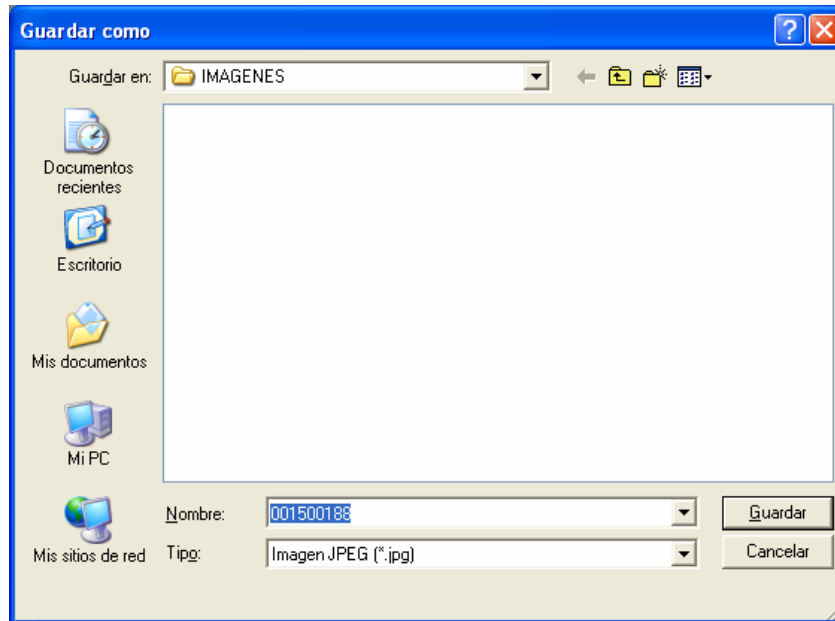 Guardar como
Guardar en: IMAGENES
Documentos
recientes
Escritorio
Mis documentos
Mi PC
Mis sitios de red
Nombre: 001500188 Guardar
Tipo: Imagen JPEG (*.jpg) Cancelar